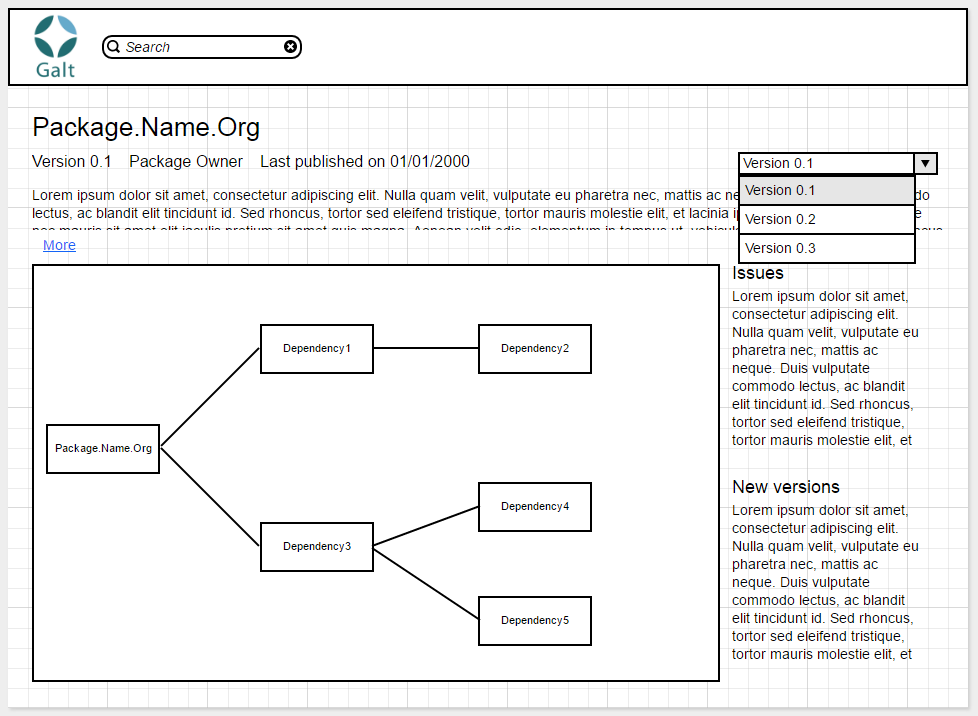 Galt
Search
Package.Name.Org
Version 0.1 Package Owner Last published on 01/01/2000
Version 0.1
Version 0.1
Version 0.2
Version 0.3
Lorem ipsum dolor sit amet, consectetur adipiscing elit. Nulla quam velit, vulputate eu pharetra nec, mattis ac
lectus, ac blandit elit tincidunt id. Sed rhoncus, tortor sed eleifend tristique, tortor mauris molestie elit, et lacinia
More
Package.Name.Org
Dependency1
Dependency2
Dependency3
Dependency4
Dependency5
Issues
Lorem ipsum dolor sit amet,
consectetur adipiscing elit.
Nulla quam velit, vulputate eu
pharetra nec, mattis ac
neque. Duis vulputate
commodo lectus, ac blandit
elit tincidunt id. Sed rhoncus,
tortor sed eleifend tristique,
tortor mauris molestie elit, et
New versions
Lorem ipsum dolor sit amet,
consectetur adipiscing elit.
Nulla quam velit, vulputate eu
pharetra nec, mattis ac
neque. Duis vulputate
commodo lectus, ac blandit
elit tincidunt id. Sed rhoncus,
tortor sed eleifend tristique,
tortor mauris molestie elit, et